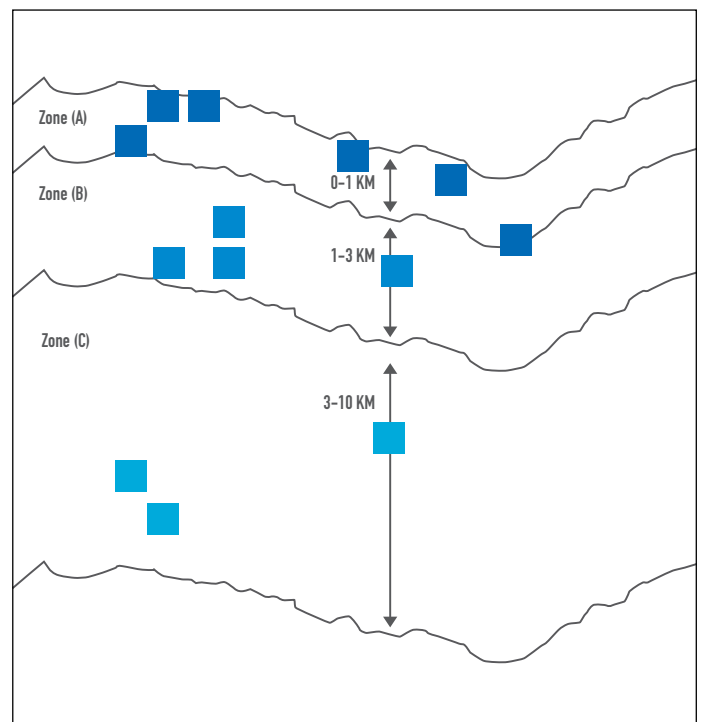 Zone (A)
0–1 KM
Zone (B)
1–3 KM
Zone (C)
3–10 KM